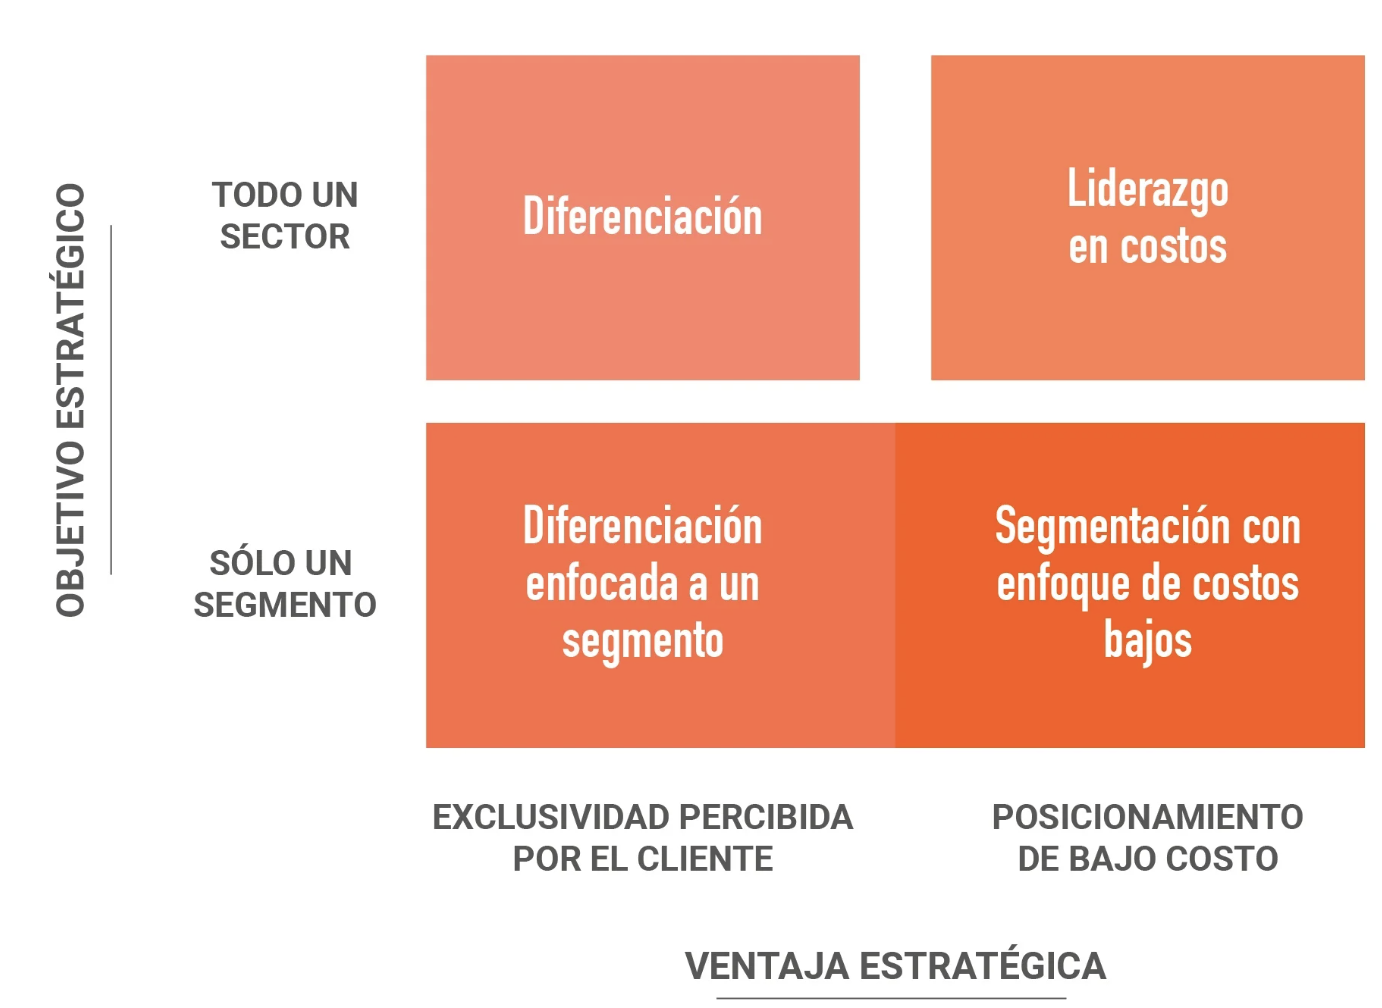 OBJETIVO ESTRATÉGICO
TODO UN
SECTOR
Diferenciación
Liderazgo
en costos
SÓLO UN
SEGMENTO
Diferenciación
enfocada a un
segmento
Segmentación con
enfoque de costos
bajos
EXCLUSIVIDAD PERCIBIDA
POR EL CLIENTE
POSICIONAMIENTO
DE BAJO COSTO
VENTAJA ESTRATÉGICA